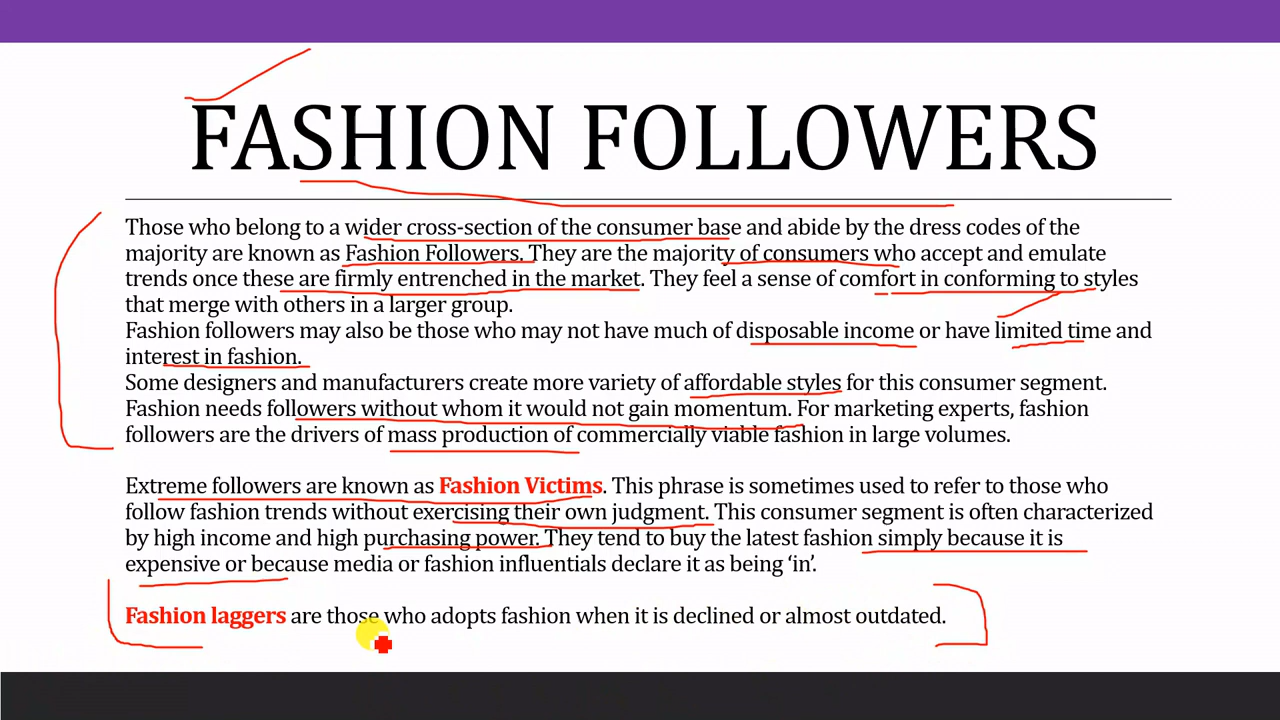 FASHION FOLLOWERS
Those who belong to a wider cross-section of the consumer base and abide by the dress codes of the
majority are known as Fashion Followers. They are the majority of consumers who accept and emulate
trends once these are firmly entrenched in the market. They feel a sense of comfort in conforming to styles
that merge with others in a larger group.
Fashion followers may also be those who may not have much of disposable income or have limited time and
interest in fashion.
Some designers and manufacturers create more variety of affordable styles for this consumer segment.
Fashion needs followers without whom it would not gain momentum. For marketing experts, fashion
followers are the drivers of mass production of commercially viable fashion in large volumes.
Extreme followers are known as Fashion Victims. This phrase is sometimes used to refer to those who
follow fashion trends without exercising their own judgment. This consumer segment is often characterized
by high income and high purchasing power. They tend to buy the latest fashion simply because it is
expensive or because media or fashion influentials declare it as being ‘in’.
Fashion laggers are those who adopts fashion when it is declined or almost outdated.